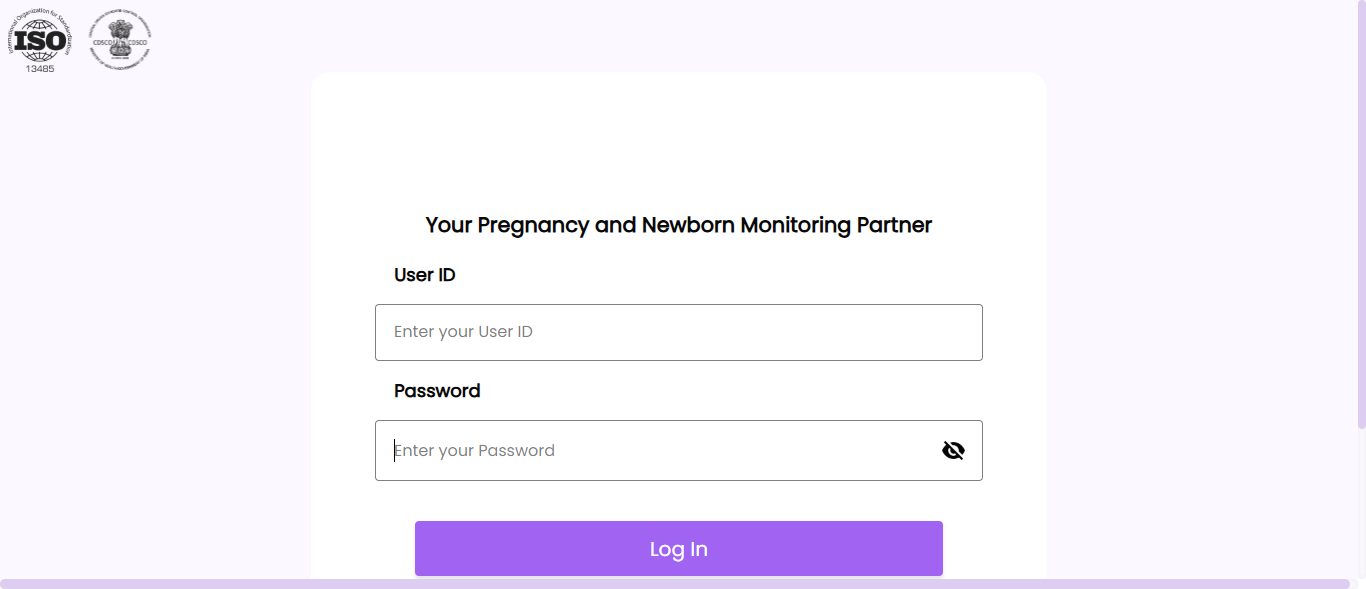 International Organization for Standardization
ISO
13485
CDSCO CDSCO
Your Pregnancy and Newborn Monitoring Partner
User ID
Enter your User ID
Password
Enter your Password
Log In